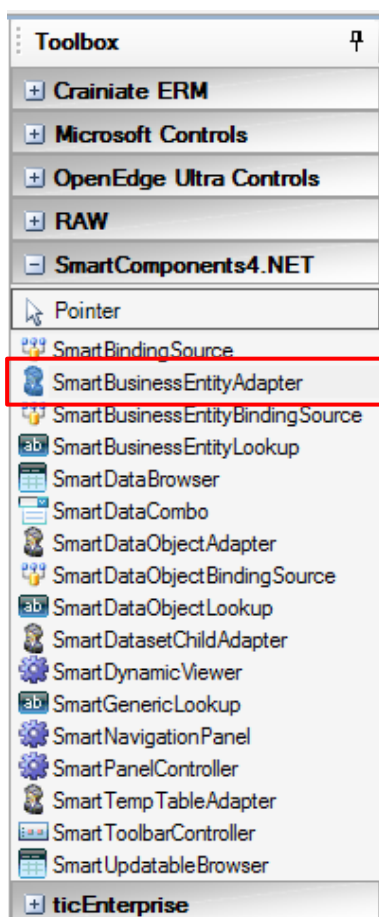 Toolbox
Crainiate ERM
Microsoft Controls
OpenEdge Ultra Controls
RAW
SmartComponents4.NET
Pointer
SmartBindingSource
SmartBusinessEntityAdapter
SmartBusinessEntityBindingSource
SmartBusinessEntityLookup
SmartDataBrowser
SmartDataCombo
SmartDataObjectAdapter
SmartDataObjectBindingSource
SmartDataObjectLookup
SmartDatasetChildAdapter
SmartDynamicViewer
SmartGenericLookup
SmartNavigationPanel
SmartPanelController
SmartTempTableAdapter
SmartToolbarController
SmartUpdatableBrowser
ticEnterprise